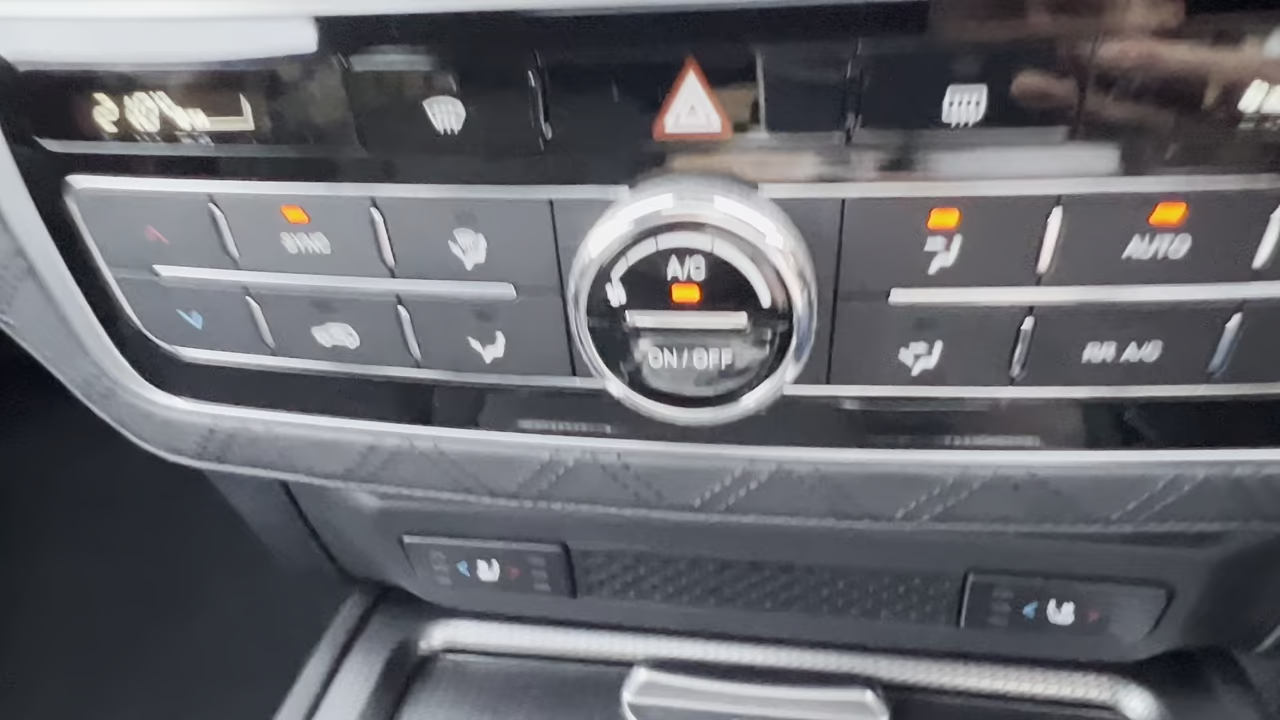 SYNC
A/C
ON / OFF
AUTO
RR A/C